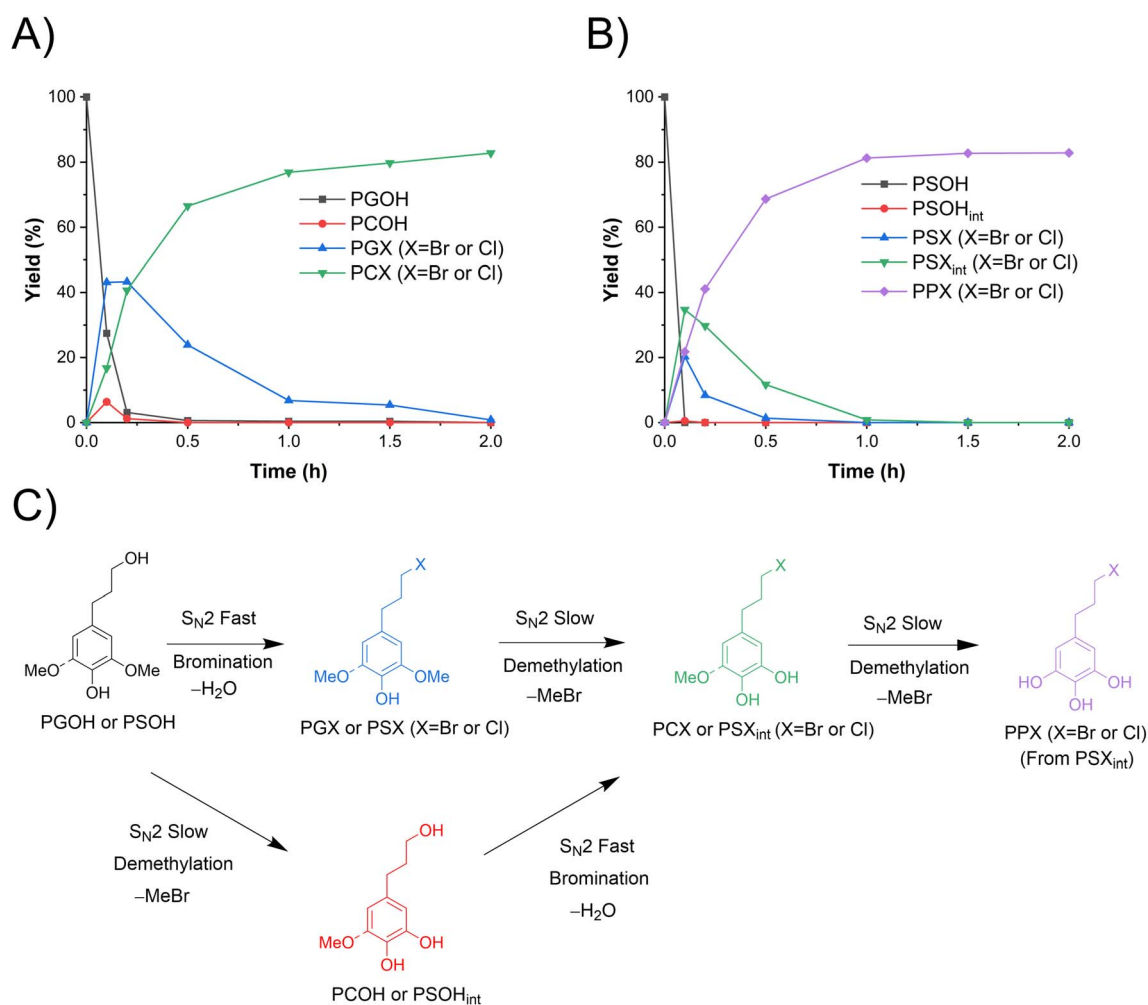 A)
B)
100
80
60
40
20
0
Yield (%)
0.0
0.5
1.0
1.5
2.0
Time (h)
PGOH
PCOH
PGX (X=Br or Cl)
PCX (X=Br or Cl)
100
80
60
40
20
0
Yield (%)
0.0
0.5
1.0
1.5
2.0
Time (h)
PSOH
PSOHint
PSX (X=Br or Cl)
PSXint (X=Br or Cl)
PPX (X=Br or Cl)
C)
OH
MeO
OMe
OH
PGOH or PSOH
SN2 Fast
Bromination
–H2O
X
MeO
OMe
OH
PGX or PSX (X=Br or Cl)
SN2 Slow
Demethylation
–MeBr
X
MeO
OH
OH
PCX or PSXint (X=Br or Cl)
SN2 Slow
Demethylation
–MeBr
X
HO
OH
OH
PPX (X=Br or Cl)
(From PSXint)
SN2 Slow
Demethylation
–MeBr
OH
MeO
OH
OH
PCOH or PSOHint
SN2 Fast
Bromination
–H2O